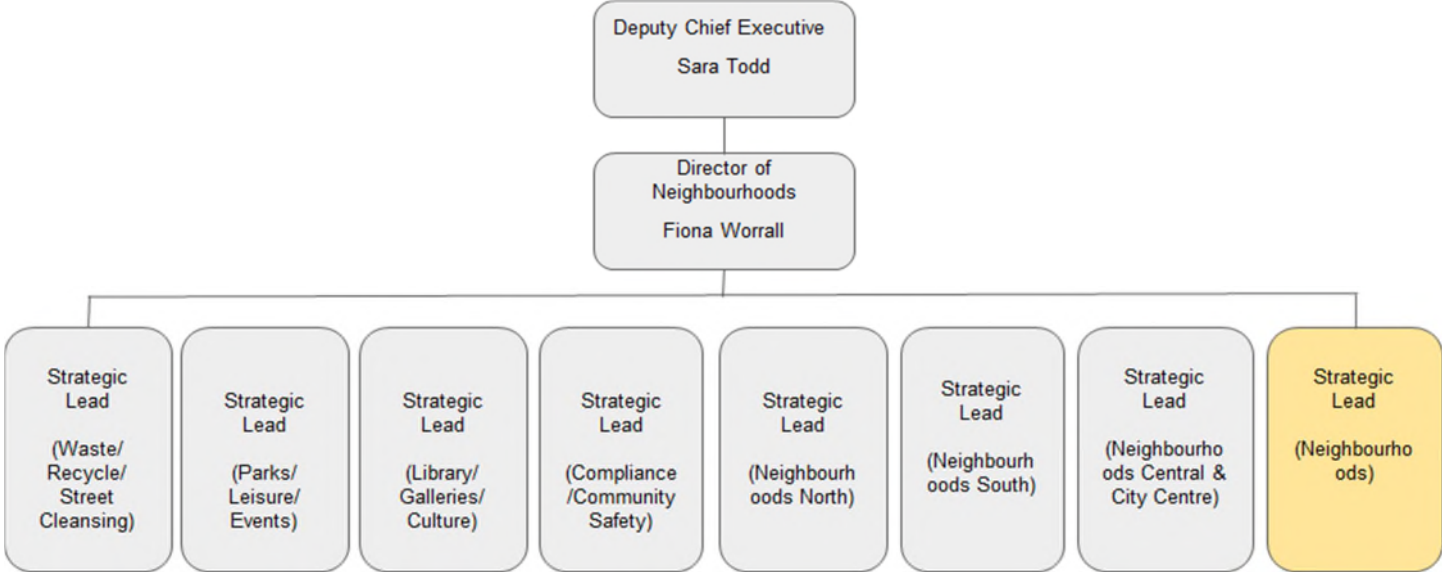 Deputy Chief Executive
Sara Todd
Director of
Neighbourhoods
Fiona Worrall
Strategic
Lead
(Waste/
Recycle/
Street
Cleansing)
Strategic
Lead
(Parks/
Leisure/
Events)
Strategic
Lead
(Library/
Galleries/
Culture)
Strategic
Lead
(Compliance
/Community
Safety)
Strategic
Lead
(Neighbourh
oods North)
Strategic
Lead
(Neighbourh
oods South)
Strategic
Lead
(Neighbourho
ods Central &
City Centre)
Strategic
Lead
(Neighbourho
ods)